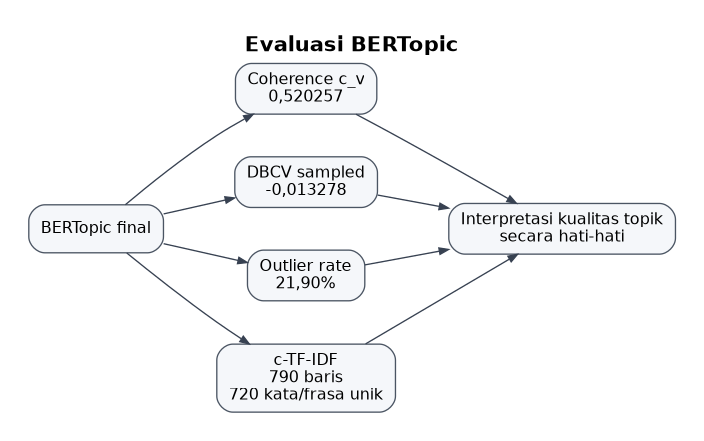 Evaluasi BERTopic
Coherence c_v
0,520257
DBCV sampled
-0,013278
BERTopic final
Interpretasi kualitas topik
secara hati-hati
Outlier rate
21,90%
c-TF-IDF
790 baris
720 kata/frasa unik